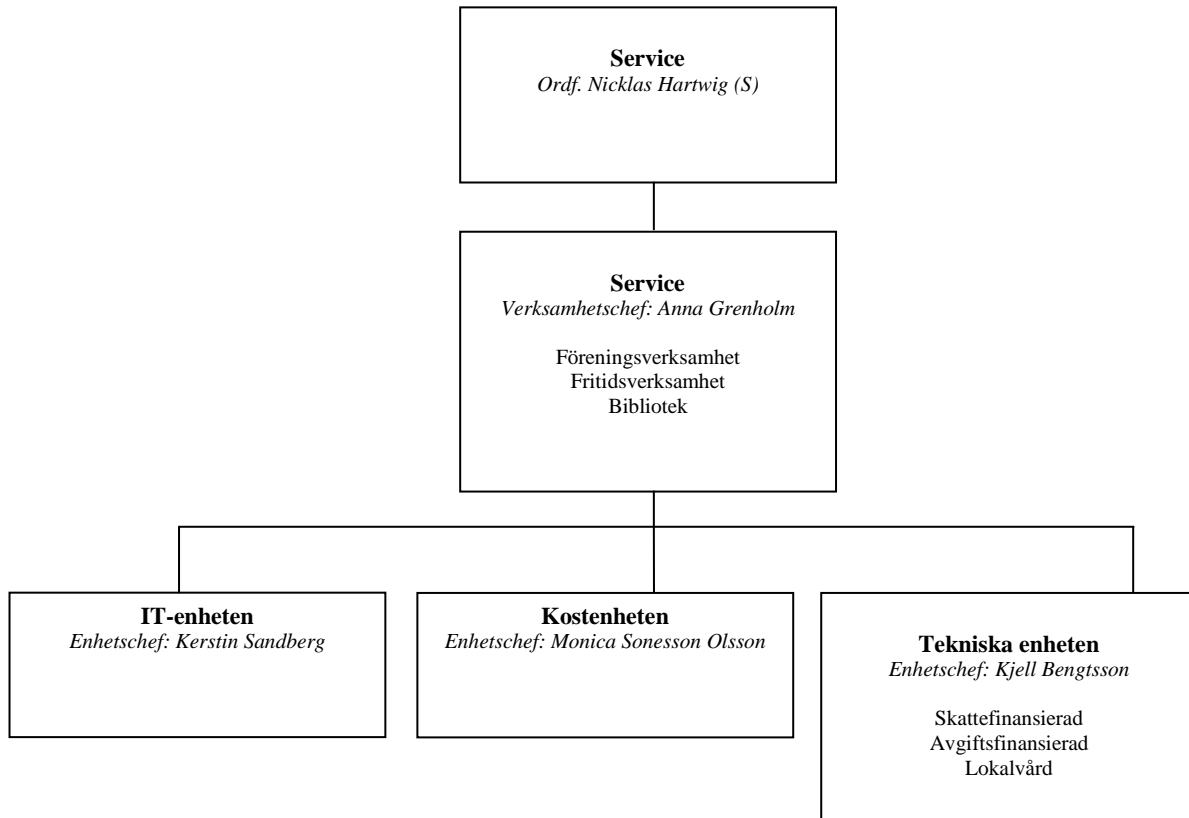 Service
Ordf. Nicklas Hartwig (S)
Service
Verksamhetschef: Anna Grenholm
Föreningsverksamhet
Fritidsverksamhet
Bibliotek
IT-enheten
Enhetschef: Kerstin Sandberg
Kostenheten
Enhetschef: Monica Sonesson Olsson
Tekniska enheten
Enhetschef: Kjell Bengtsson
Skattefinansierad
Avgiftsfinansierad
Lokalvård